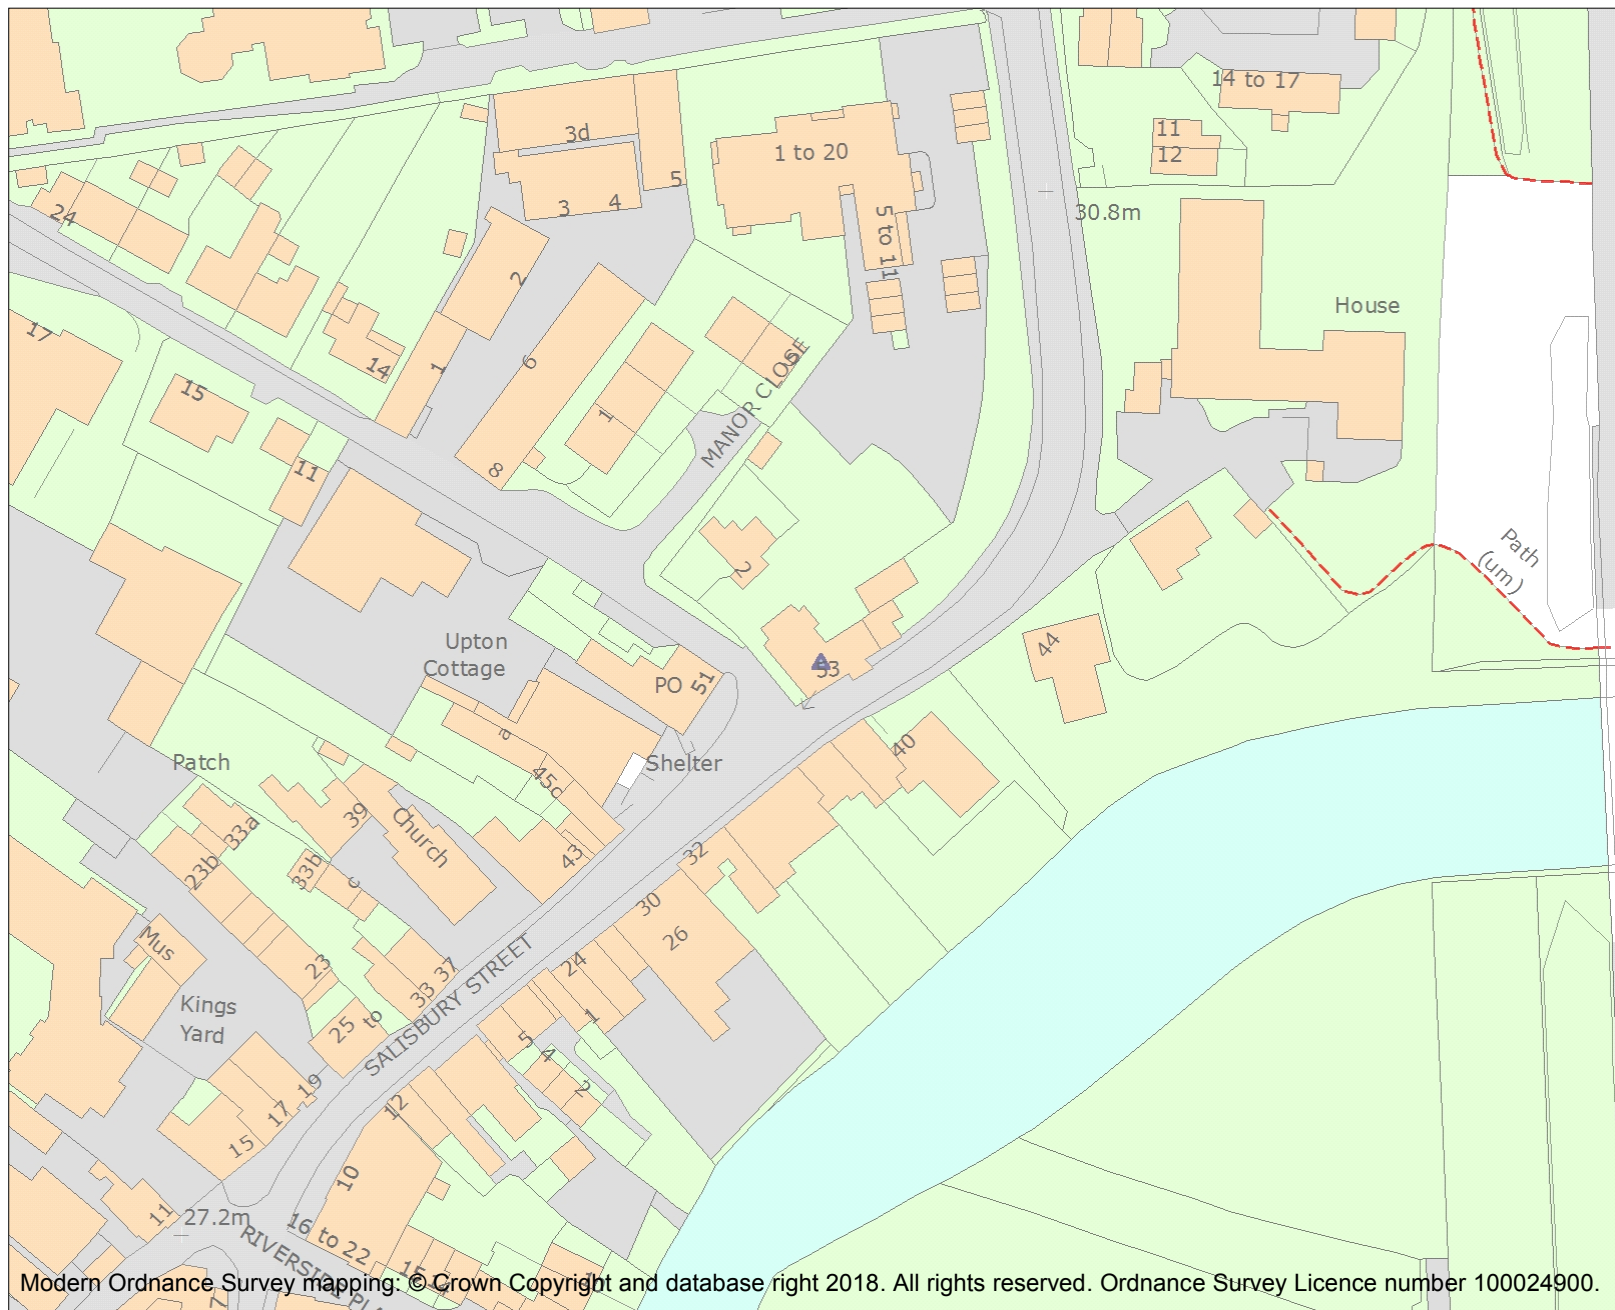 3d
1 to 20
14 to 17
11
12
5
3
4
24
5 to 11
30.8m
2
House
17
6
14
1
15
1
MANOR CLOSE
11
8
Path
(um)
2
Upton
Cottage
44
53
PO
51
a
Patch
Shelter
40
45c
39
Church
33a
43
32
23b
33b
c
30
26
Mus
24
23
33
37
SALISBURY STREET
Kings
Yard
25
to
1
5
4
2
19
17
12
15
10
27.2m
11
16 to 22
RIVERSIDE PLA
15
14
Modern Ordnance Survey mapping: © Crown Copyright and database right 2018. All rights reserved. Ordnance Survey Licence number 100024900.